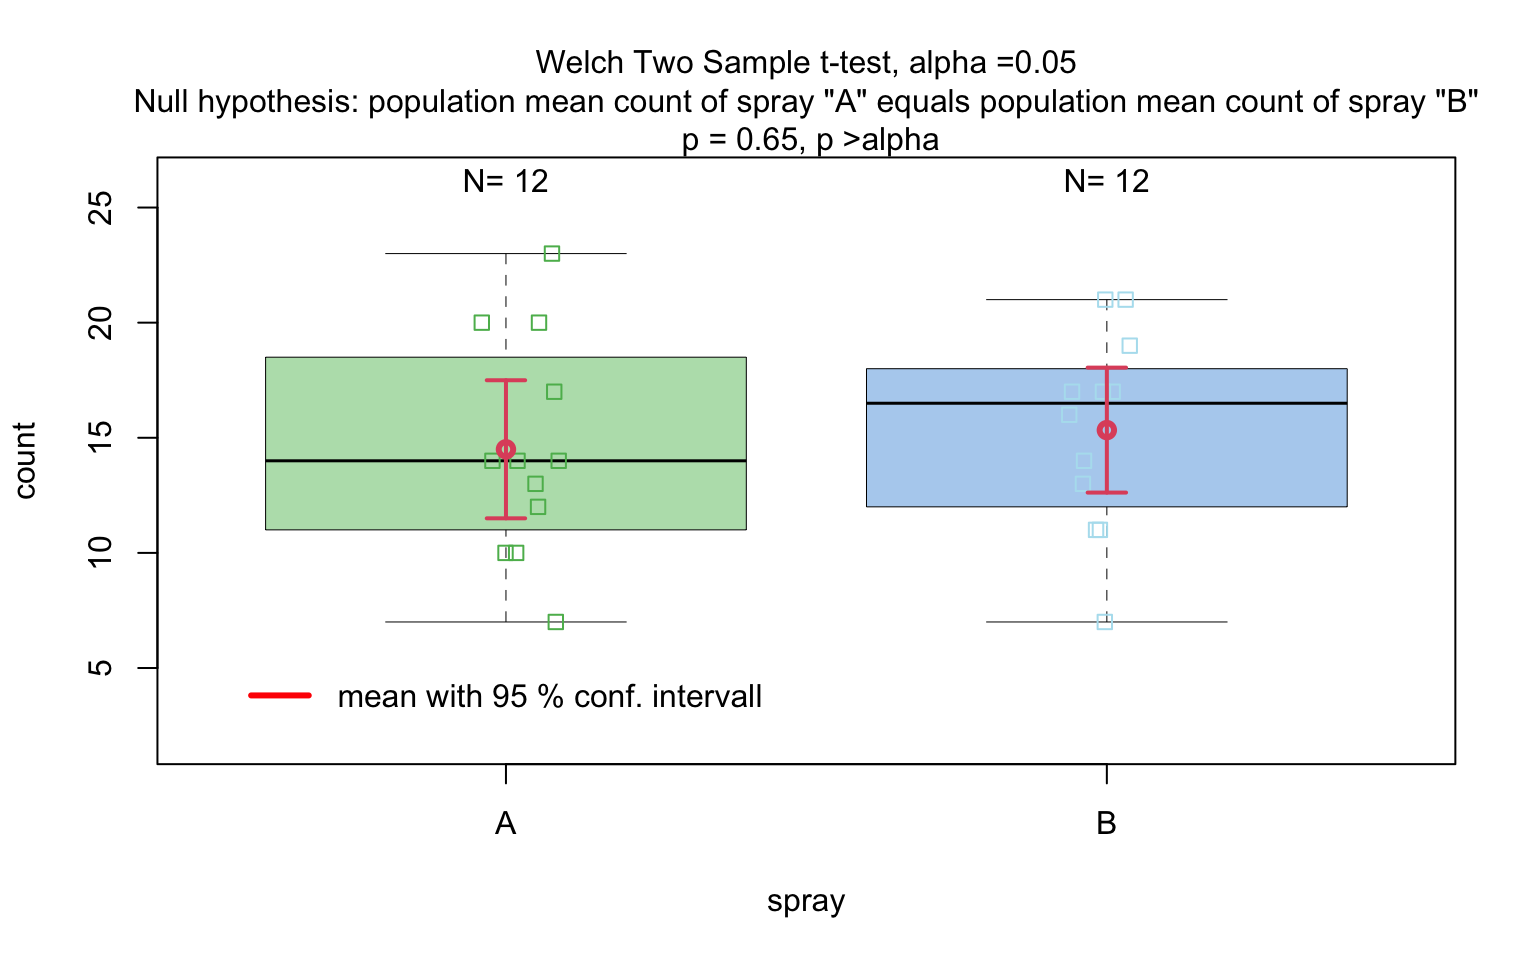 Welch Two Sample t-test, alpha =0.05
Null hypothesis: population mean count of spray "A" equals population mean count of spray "B"
p = 0.65, p >alpha
N= 12
N= 12
25
20
15
10
5
count
mean with 95 % conf. intervall
A
B
spray